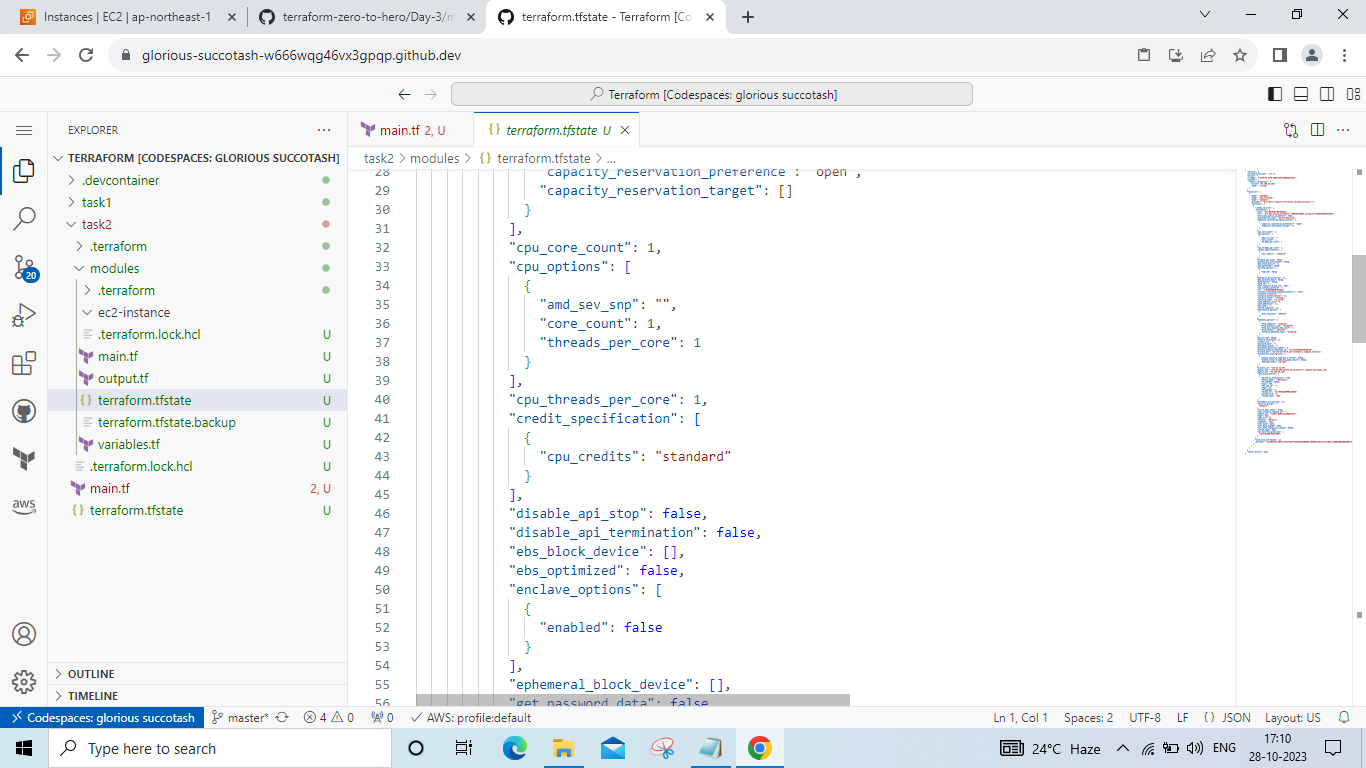 Instances | EC2 | ap-northeast-1
terraform-zero-to-hero/Day-3/m
terraform.tfstate - Terraform [Co
glorious-succotash-w666wqg46vx3gpqp.github.dev
Terraform [Codespaces: glorious succotash]
EXPLORER
TERRAFORM [CODESPACES: GLORIOUS SUCCOTASH]
.devcontainer
task1
task2
.terraform
modules
.terraform
ec2-instance
.terraform.lock.hcl U
main.tf U
output.tf U
terraform.tfstate U
terraform.tfstate.backup U
variables.tf U
.terraform.lock.hcl U
main.tf 2, U
terraform.tfstate U
OUTLINE
TIMELINE
20
aws
main.tf 2, U
{} terraform.tfstate U
task2 > modules > {} terraform.tfstate > ...
28 "capacity_reservation_preference": "open",
29 "capacity_reservation_target": []
30 }
31 ],
32 "cpu_core_count": 1,
33 "cpu_options": [
34 {
35 "amd_sev_snp": "",
36 "core_count": 1,
37 "threads_per_core": 1
38 }
39 ],
40 "cpu_threads_per_core": 1,
41 "credit_specification": [
42 {
43 "cpu_credits": "standard"
44 }
45 ],
46 "disable_api_stop": false,
47 "disable_api_termination": false,
48 "ebs_block_device": [],
49 "ebs_optimized": false,
50 "enclave_options": [
51 {
52 "enabled": false
53 }
54 ],
55 "ephemeral_block_device": [],
56 "get_password_data": false
Codespaces: glorious succotash
master*
4 0
0
AWS: profile:default
Ln 1, Col 1
Spaces: 2
UTF-8
LF
{} JSON
Layout: US
Type here to search
24°C Haze
ENG
17:10
28-10-2023